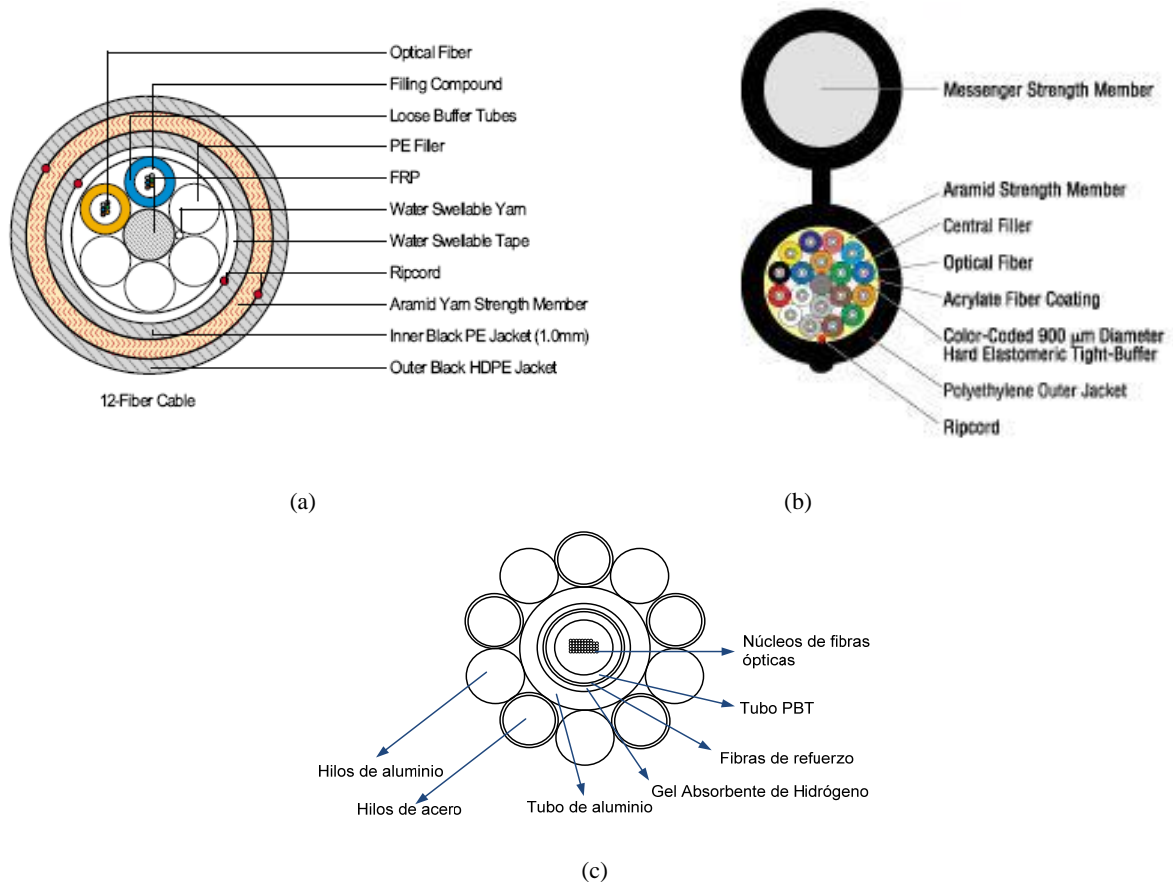 Optical Fiber
Filling Compound
Loose Buffer Tubes
PE Filler
FRP
Water Swellable Yarn
Water Swellable Tape
Ripcord
Aramid Yarn Strength Member
Inner Black PE Jacket (1.0mm)
Outer Black HDPE Jacket
12-Fiber Cable
(a)
Messenger Strength Member
Aramid Strength Member
Central Filler
Optical Fiber
Acrylate Fiber Coating
Color-Coded 900 µm Diameter
Hard Elastomeric Tight-Buffer
Polyethylene Outer Jacket
Ripcord
(b)
Núcleos de fibras
ópticas
Tubo PBT
Fibras de refuerzo
Gel Absorbente de Hidrógeno
Tubo de aluminio
Hilos de acero
Hilos de aluminio
(c)